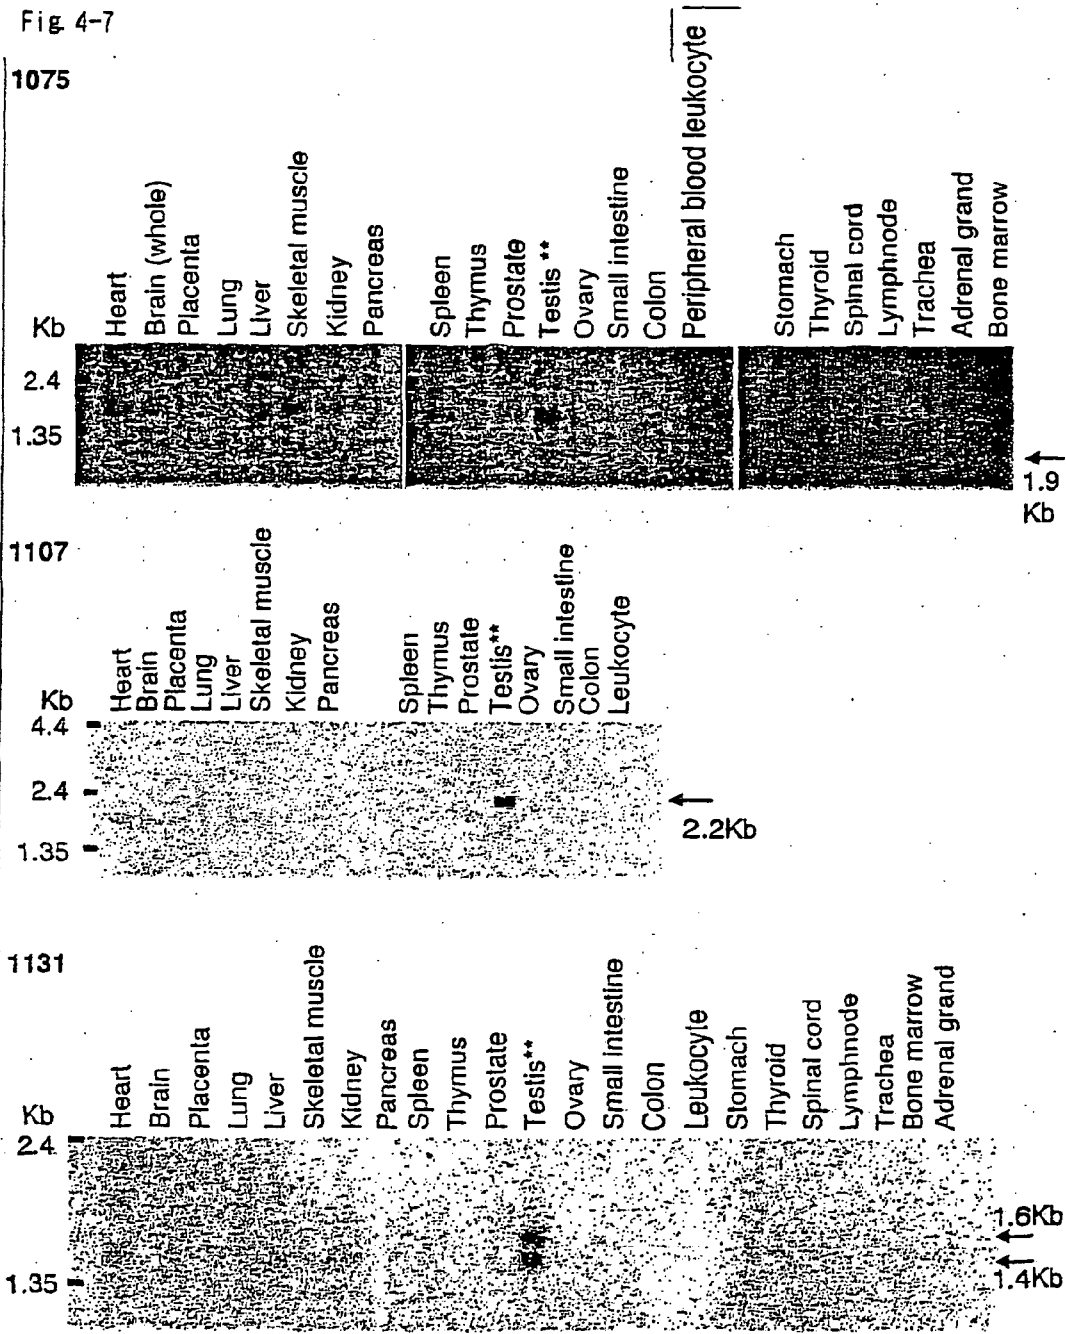 Fig. 4-7
1075
Heart
Brain (whole)
Placenta
Lung
Liver
Skeletal muscle
Kidney
Pancreas
Spleen
Thymus
Prostate
Testis**
Ovary
Small intestine
Colon
Peripheral blood leukocyte
Stomach
Thyroid
Spinal cord
Lymphnode
Trachea
Adrenal grand
Bone marrow
Kb
2.4
1.35
1.9
Kb
1107
Heart
Brain
Placenta
Lung
Liver
Skeletal muscle
Kidney
Pancreas
Spleen
Thymus
Prostate
Testis**
Ovary
Small intestine
Colon
Leukocyte
Kb
4.4
2.4
1.35
2.2Kb
1131
Heart
Brain
Placenta
Lung
Liver
Skeletal muscle
Kidney
Pancreas
Spleen
Thymus
Prostate
Testis**
Ovary
Small intestine
Colon
Leukocyte
Stomach
Thyroid
Spinal cord
Lymphnode
Trachea
Bone marrow
Adrenal grand
Kb
2.4
1.35
1.6Kb
1.4Kb